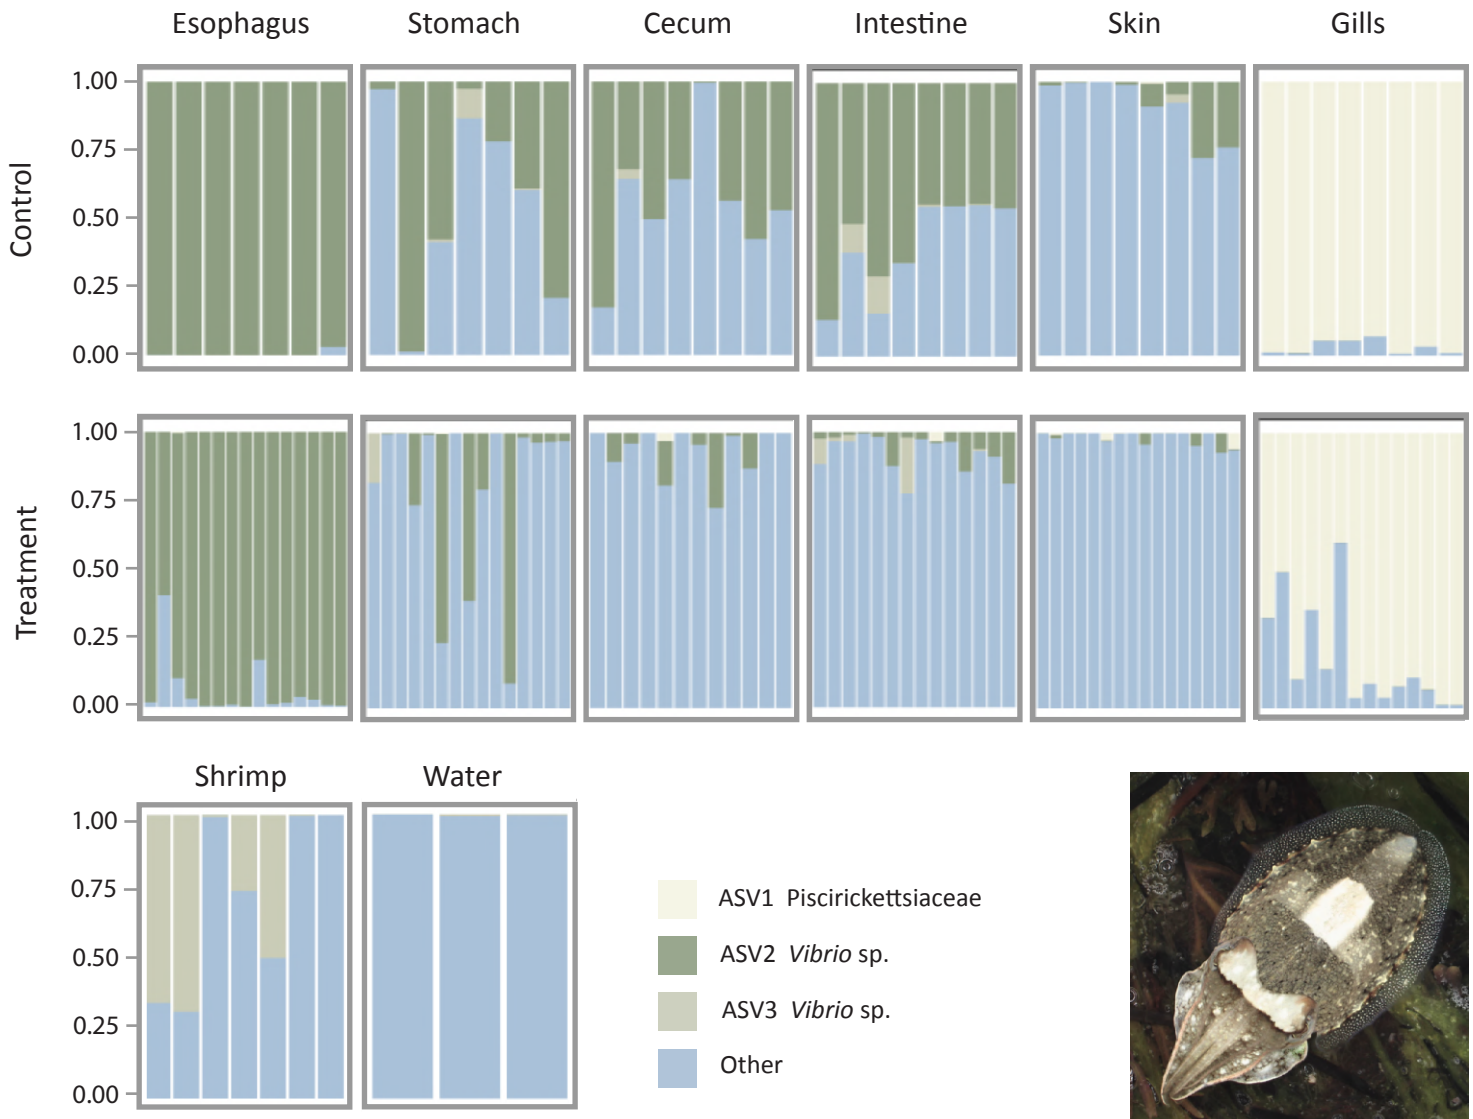 Esophagus Stomach Cecum Intestine Skin Gills
Control
1.00
0.75
0.50
0.25
0.00
Treatment
1.00
0.75
0.50
0.25
0.00
Shrimp Water
1.00
0.75
0.50
0.25
0.00
ASV1 Piscirickettsiaceae
ASV2 Vibrio sp.
ASV3 Vibrio sp.
Other